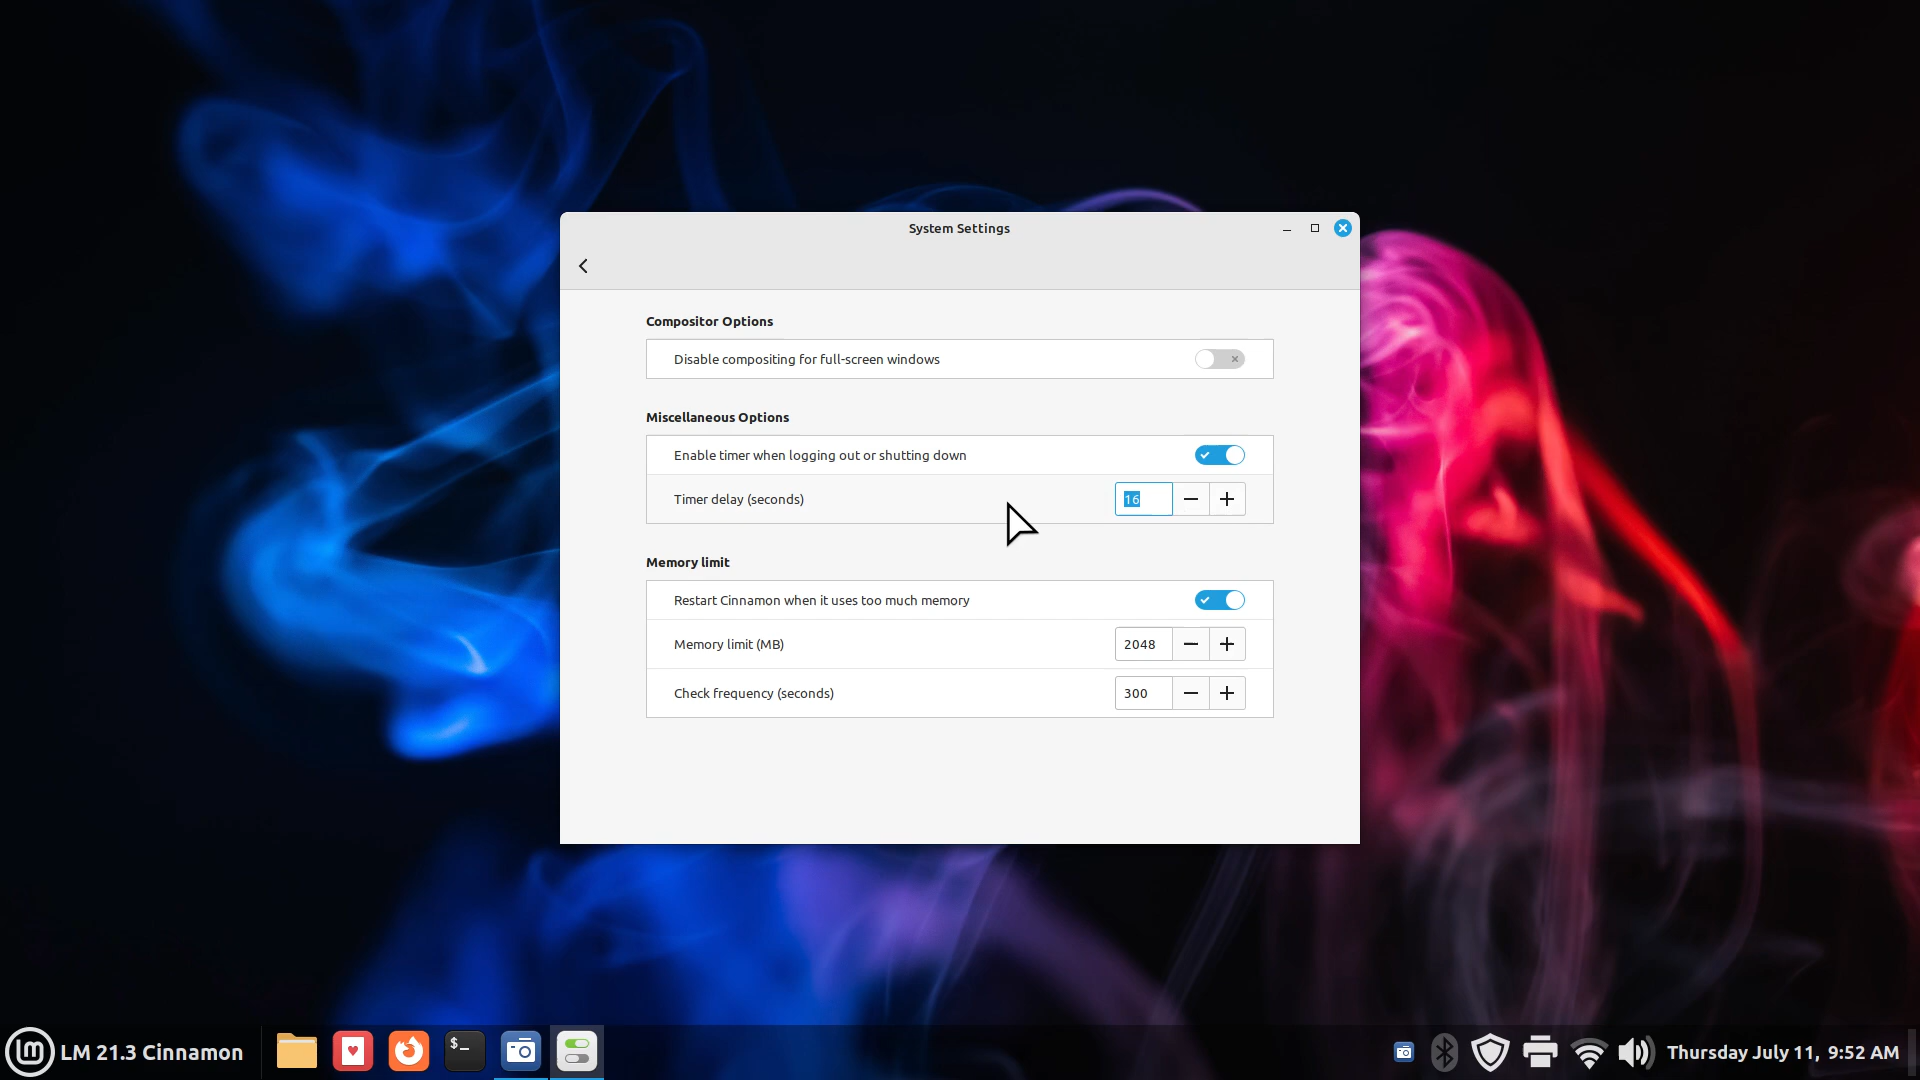 System Settings
Compositor Options
Disable compositing for full-screen windows
Miscellaneous Options
Enable timer when logging out or shutting down
Timer delay (seconds) 16
Memory limit
Restart Cinnamon when it uses too much memory
Memory limit (MB) 2048
Check frequency (seconds) 300
LM 21.3 Cinnamon $_ Thursday July 11, 9:52 AM